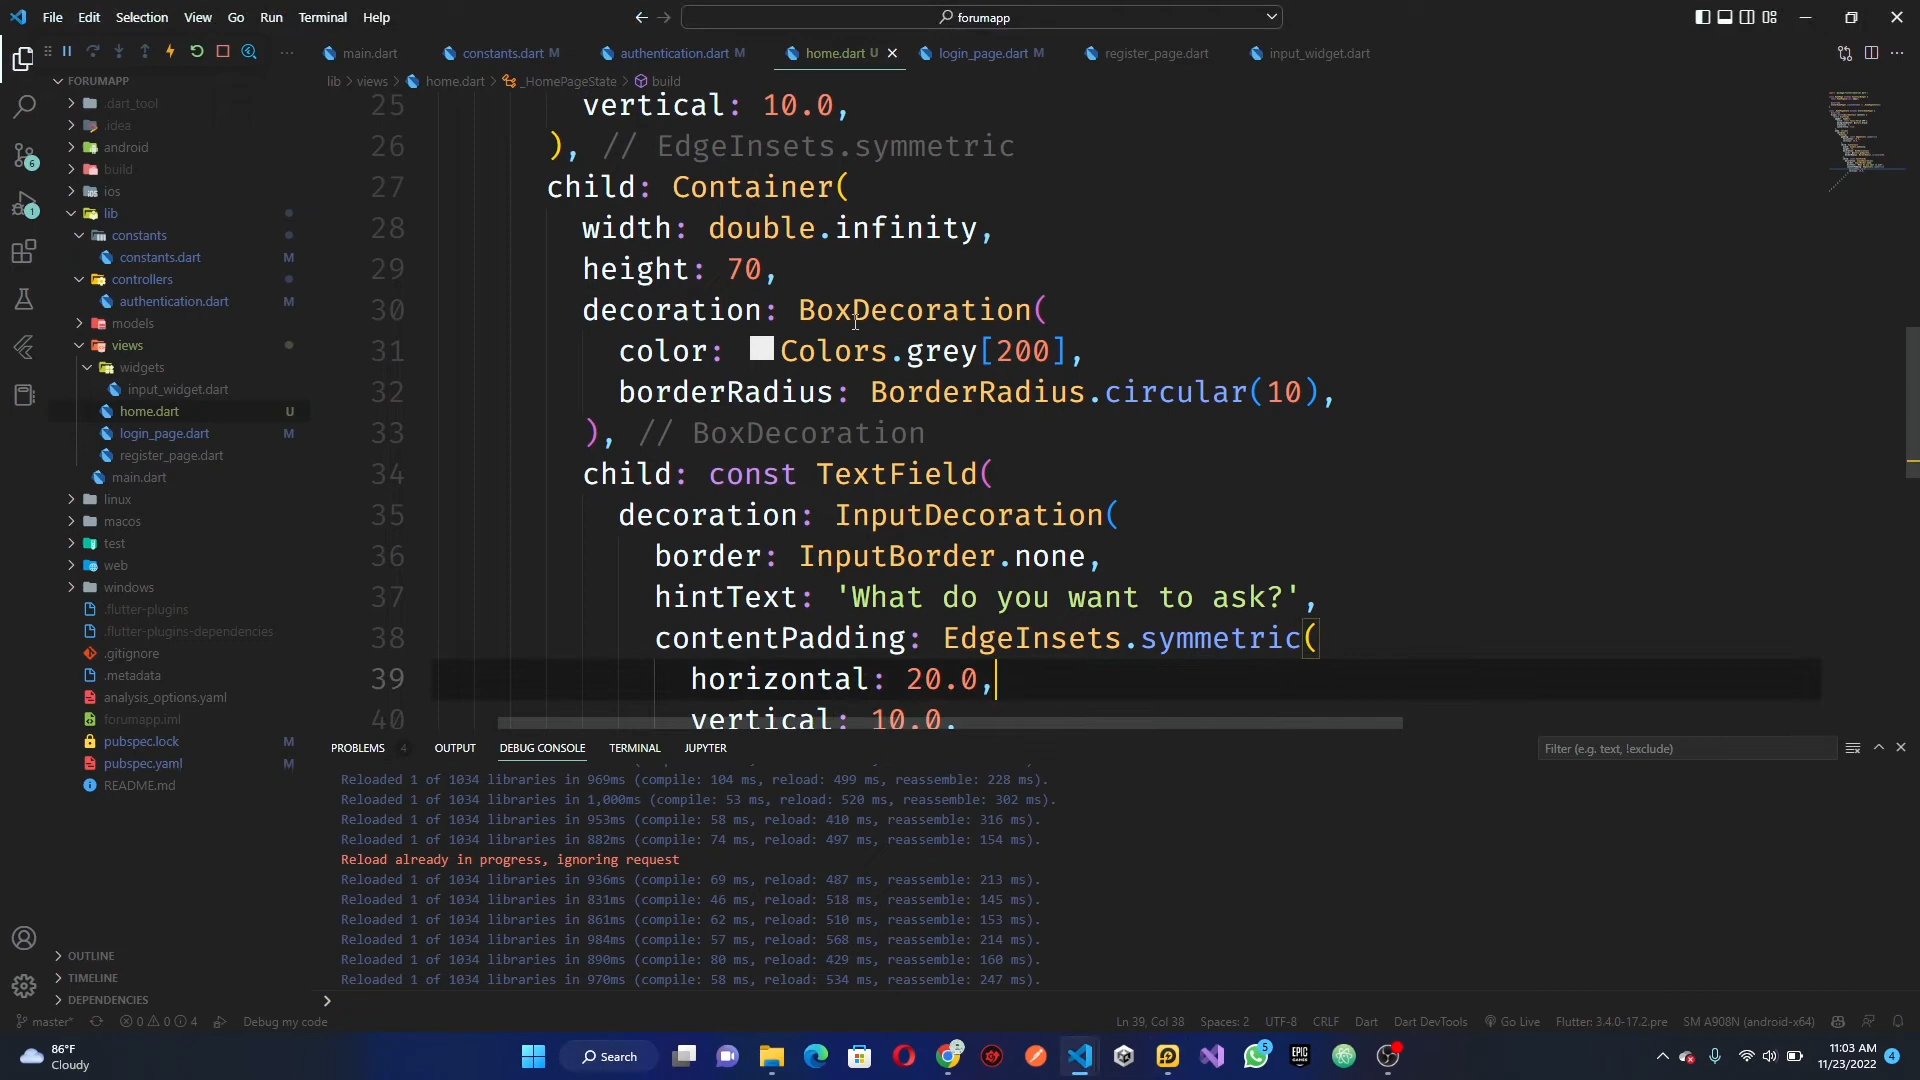 File Edit Selection View Go Run Terminal Help
forumapp
main.dart
constants.dart M
authentication.dart M
home.dart U
login_page.dart M
register_page.dart
input_widget.dart
lib > views > home.dart > _HomePageState > build
FORUMAPP
.dart_tool
.idea
android
build
ios
lib
constants
constants.dart M
controllers
authentication.dart M
models
views
widgets
input_widget.dart
home.dart U
login_page.dart M
register_page.dart
main.dart
linux
macos
test
web
windows
.flutter-plugins
.flutter-plugins-dependencies
.gitignore
.metadata
analysis_options.yaml
forumapp.iml
pubspec.lock M
pubspec.yaml M
README.md
OUTLINE
TIMELINE
DEPENDENCIES
6
1
25 vertical: 10.0,
26 ), // EdgeInsets.symmetric
27 child: Container(
28 width: double.infinity,
29 height: 70,
30 decoration: BoxDecoration(
31 color: Colors.grey[200],
32 borderRadius: BorderRadius.circular(10),
33 ), // BoxDecoration
34 child: const TextField(
35 decoration: InputDecoration(
36 border: InputBorder.none,
37 hintText: 'What do you want to ask?',
38 contentPadding: EdgeInsets.symmetric(
39 horizontal: 20.0,
40 vertical: 10.0,
PROBLEMS 4 OUTPUT DEBUG CONSOLE TERMINAL JUPYTER
Filter (e.g. text, !exclude)
Reloaded 1 of 1034 libraries in 969ms (compile: 104 ms, reload: 499 ms, reassemble: 228 ms).
Reloaded 1 of 1034 libraries in 1,000ms (compile: 53 ms, reload: 520 ms, reassemble: 302 ms).
Reloaded 1 of 1034 libraries in 953ms (compile: 58 ms, reload: 410 ms, reassemble: 316 ms).
Reloaded 1 of 1034 libraries in 882ms (compile: 74 ms, reload: 497 ms, reassemble: 154 ms).
Reload already in progress, ignoring request
Reloaded 1 of 1034 libraries in 936ms (compile: 69 ms, reload: 487 ms, reassemble: 213 ms).
Reloaded 1 of 1034 libraries in 831ms (compile: 46 ms, reload: 518 ms, reassemble: 145 ms).
Reloaded 1 of 1034 libraries in 861ms (compile: 62 ms, reload: 510 ms, reassemble: 153 ms).
Reloaded 1 of 1034 libraries in 984ms (compile: 57 ms, reload: 568 ms, reassemble: 214 ms).
Reloaded 1 of 1034 libraries in 890ms (compile: 80 ms, reload: 429 ms, reassemble: 160 ms).
Reloaded 1 of 1034 libraries in 970ms (compile: 58 ms, reload: 534 ms, reassemble: 247 ms).
master* 0 0 4 Debug my code
Ln 39, Col 38 Spaces: 2 UTF-8 CRLF Dart Dart DevTools Go Live Flutter: 3.4.0-17.2.pre SM A908N (android-x64)
86°F
Cloudy
Search
5
EPIC
GAMES
11:03 AM
11/23/2022
4